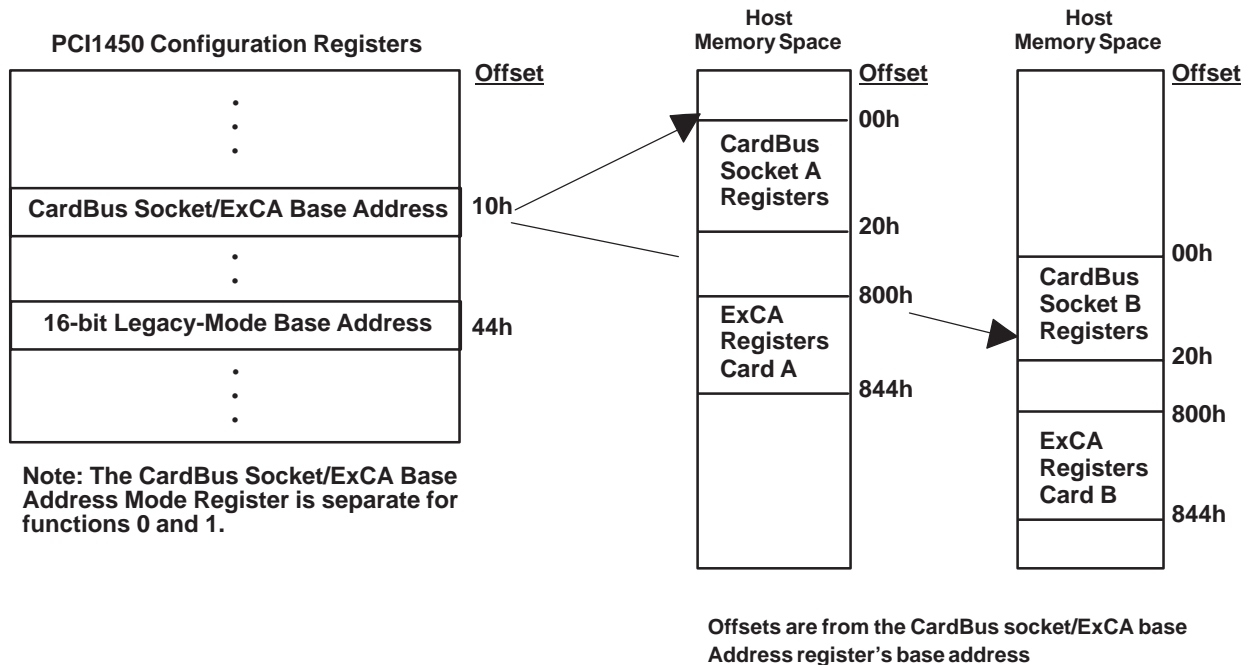 PCI1450 Configuration Registers
Offset
CardBus Socket/ExCA Base Address
10h
16-bit Legacy-Mode Base Address
44h
Note: The CardBus Socket/ExCA Base
Address Mode Register is separate for
functions 0 and 1.
Host
Memory Space
Offset
00h
CardBus
Socket A
Registers
20h
800h
ExCA
Registers
Card A
844h
Host
Memory Space
Offset
00h
CardBus
Socket B
Registers
20h
800h
ExCA
Registers
Card B
844h
Offsets are from the CardBus socket/ExCA base
Address register's base address